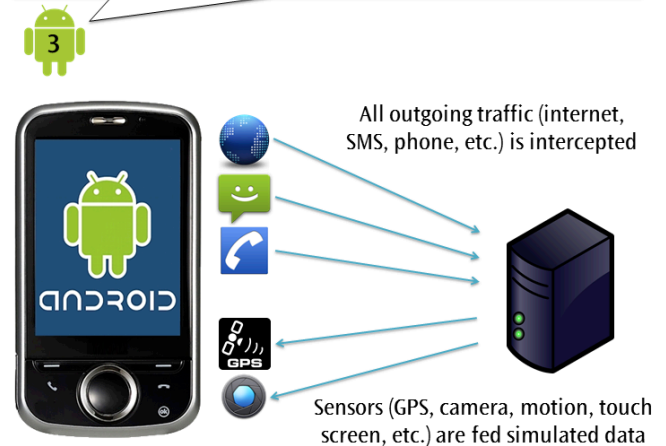 3
All outgoing traffic (internet,
SMS, phone, etc.) is intercepted
ANDROID
GPS
ok
Sensors (GPS, camera, motion, touch
screen, etc.) are fed simulated data